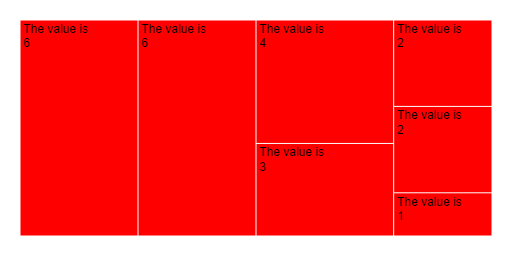 The value is
6
The value is
6
The value is
4
The value is
3
The value is
2
The value is
2
The value is
1